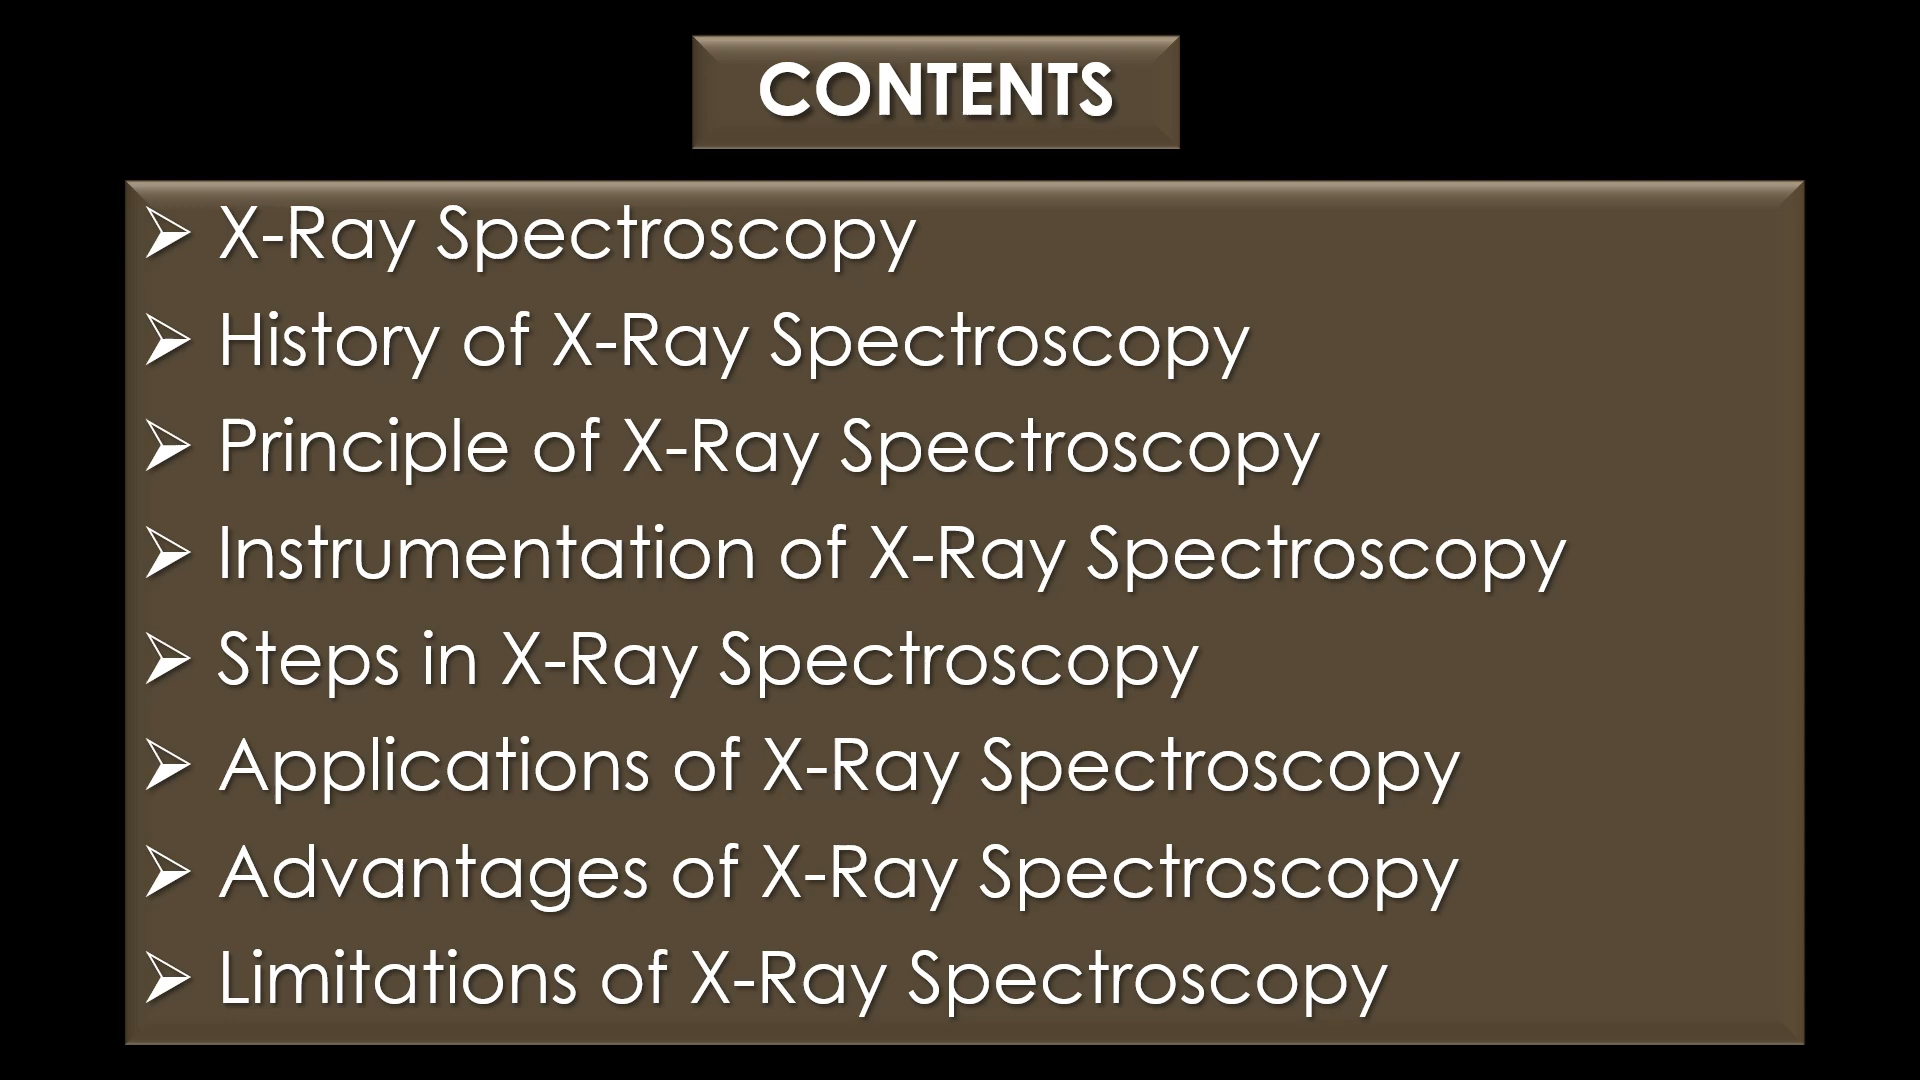 CONTENTS
➢ X-Ray Spectroscopy
➢ History of X-Ray Spectroscopy
➢ Principle of X-Ray Spectroscopy
➢ Instrumentation of X-Ray Spectroscopy
➢ Steps in X-Ray Spectroscopy
➢ Applications of X-Ray Spectroscopy
➢ Advantages of X-Ray Spectroscopy
➢ Limitations of X-Ray Spectroscopy